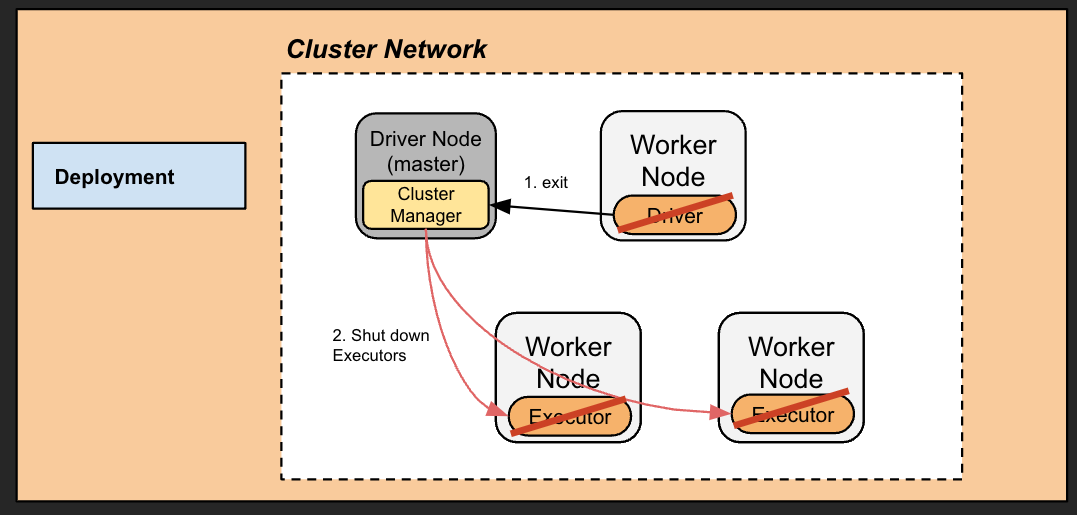 Cluster Network
Deployment
Driver Node
(master)
Cluster
Manager
1. exit
Worker
Node
Driver
2. Shut down
Executors
Worker
Node
Executor
Worker
Node
Executor